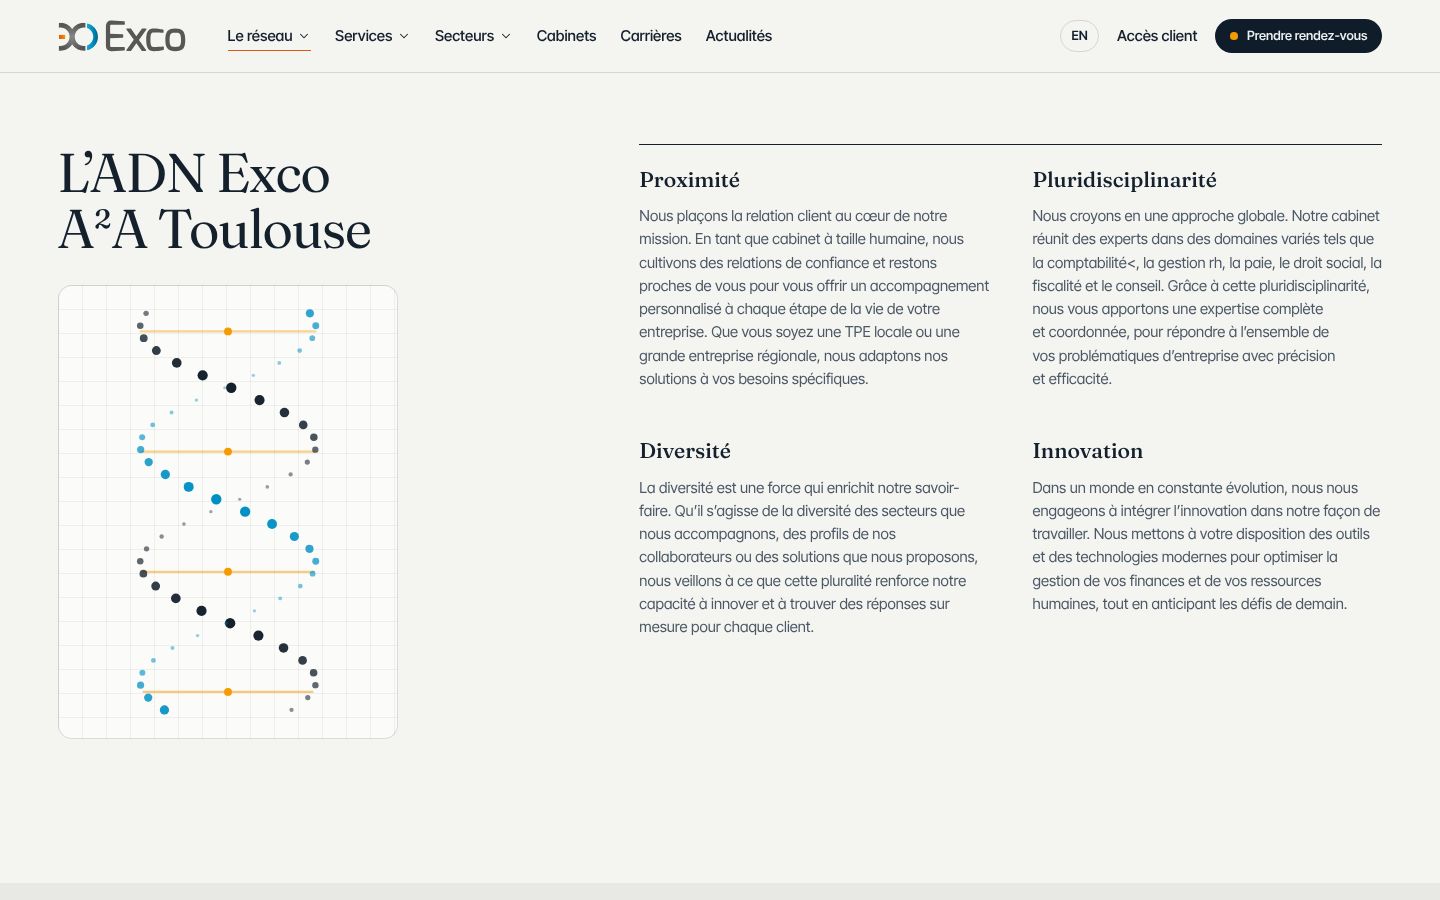 Exco
Le réseau
Services
Secteurs
Cabinets
Carrières
Actualités
EN
Accès client
Prendre rendez-vous
L’ADN Exco
A²A Toulouse
Proximité
Nous plaçons la relation client au cœur de notre
mission. En tant que cabinet à taille humaine, nous
cultivons des relations de confiance et restons
proches de vous pour vous offrir un accompagnement
personnalisé à chaque étape de la vie de votre
entreprise. Que vous soyez une TPE locale ou une
grande entreprise régionale, nous adaptons nos
solutions à vos besoins spécifiques.
Pluridisciplinarité
Nous croyons en une approche globale. Notre cabinet
réunit des experts dans des domaines variés tels que
la comptabilité<, la gestion rh, la paie, le droit social, la
fiscalité et le conseil. Grâce à cette pluridisciplinarité,
nous vous apportons une expertise complète
et coordonnée, pour répondre à l’ensemble de
vos problématiques d’entreprise avec précision
et efficacité.
Diversité
La diversité est une force qui enrichit notre savoir-
faire. Qu’il s’agisse de la diversité des secteurs que
nous accompagnons, des profils de nos
collaborateurs ou des solutions que nous proposons,
nous veillons à ce que cette pluralité renforce notre
capacité à innover et à trouver des réponses sur
mesure pour chaque client.
Innovation
Dans un monde en constante évolution, nous nous
engageons à intégrer l’innovation dans notre façon de
travailler. Nous mettons à votre disposition des outils
et des technologies modernes pour optimiser la
gestion de vos finances et de vos ressources
humaines, tout en anticipant les défis de demain.